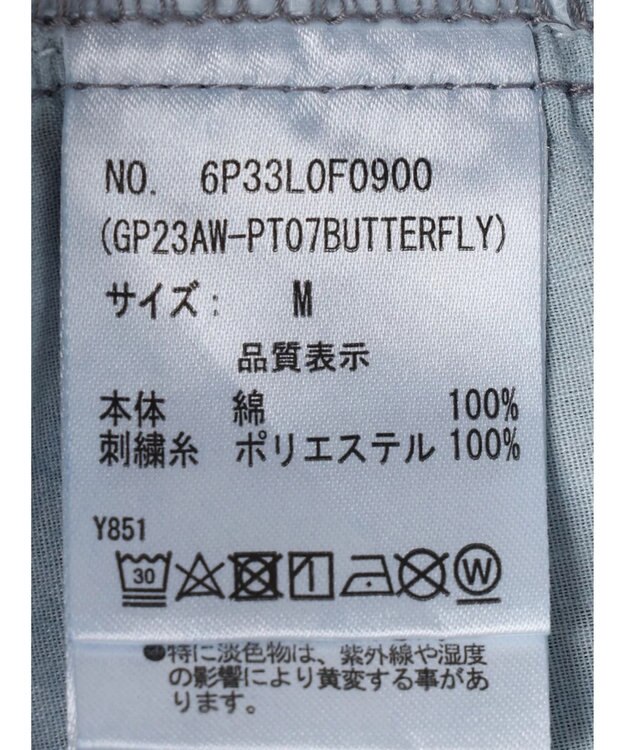 NO. 6P33L0F0900
(GP23AW-PT07BUTTERFLY)
サイズ: M
品質表示
本体 綿 100%
刺繍糸 ポリエステル 100%
Y851
30
W
●特に淡色物は、紫外線や湿度
の影響により黄変する事があ
ります。